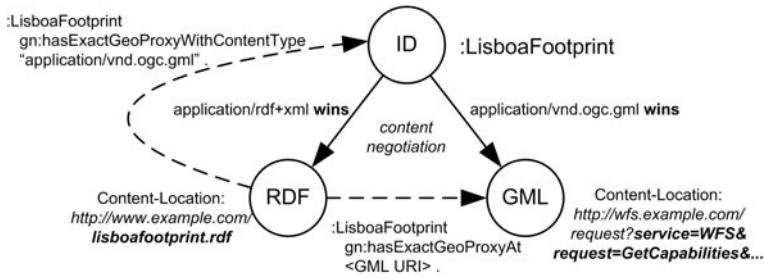 :LisboaFootprint
gn:hasExactGeoProxyWithContentType
“application/vnd.ogc.gml” .
ID
:LisboaFootprint
application/rdf+xml wins
application/vnd.ogc.gml wins
content
negotiation
RDF
GML
Content-Location:
http://www.example.com/
lisboafootprint.rdf
:LisboaFootprint
gn:hasExactGeoProxyAt
<GML URI> .
Content-Location:
http://wfs.example.com/
request?service=WFS&
request=GetCapabilities&...